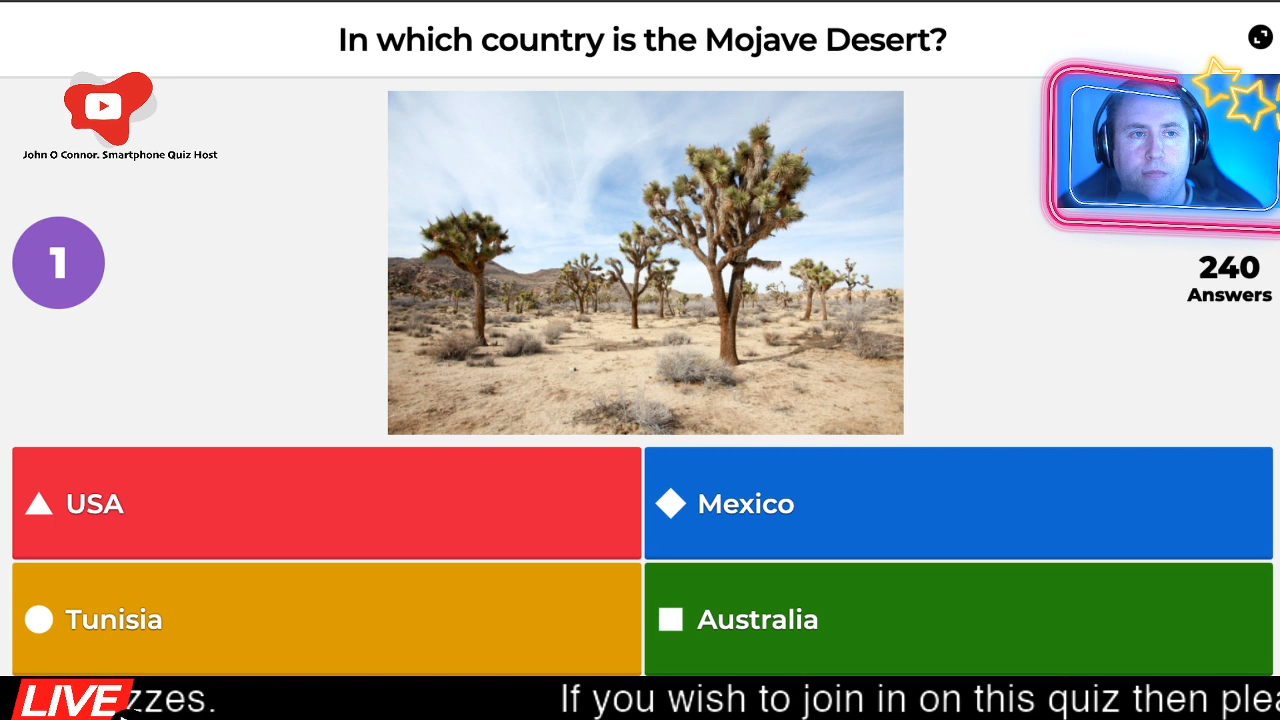 In which country is the Mojave Desert?
John O Connor. Smartphone Quiz Host
1
240
Answers
USA
Mexico
Tunisia
Australia
LIVE zzes. If you wish to join in on this quiz then plea